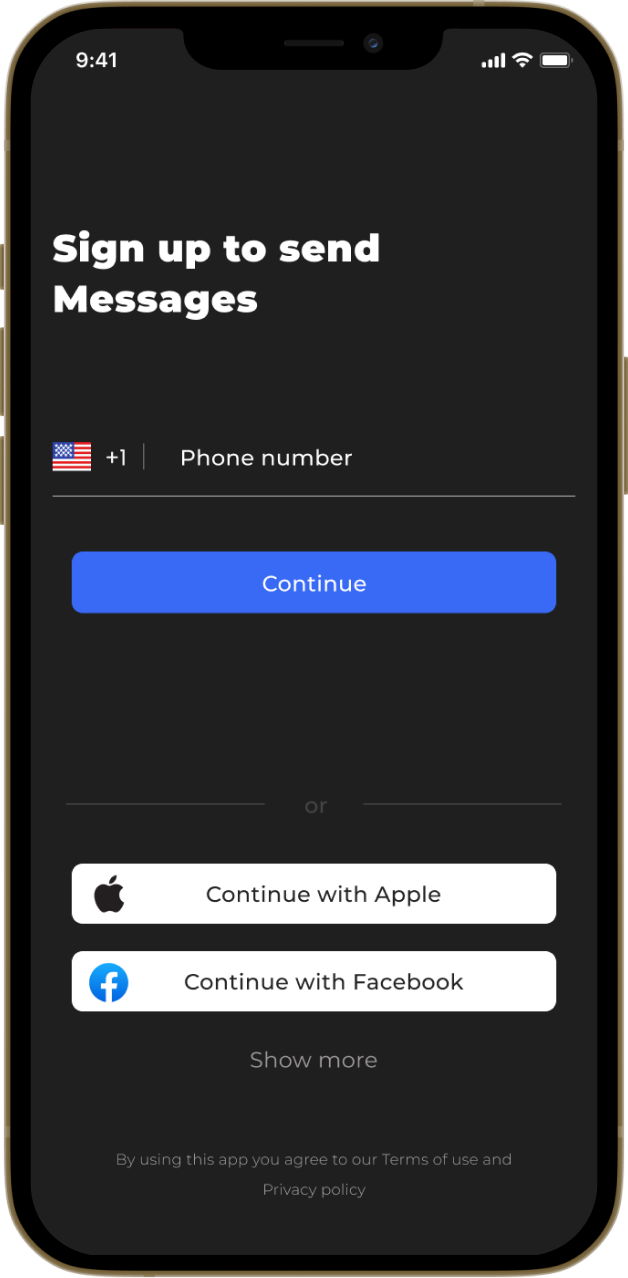 9:41
Sign up to send
Messages
+1 Phone number
Continue
or
Continue with Apple
Continue with Facebook
Show more
By using this app you agree to our Terms of use and
Privacy policy